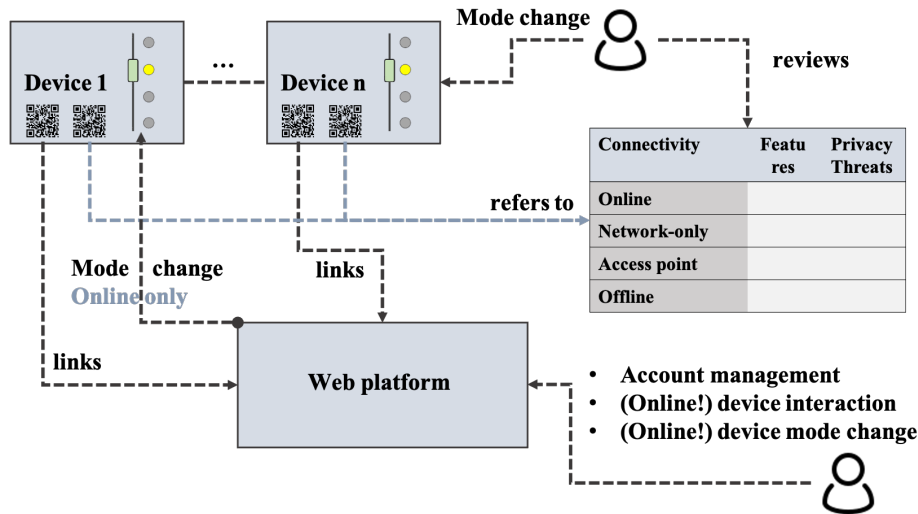 Mode change
Device 1
...
Device n
reviews
Connectivity
Featu
res
Privacy
Threats
Online
Network-only
Access point
Offline
refers to
Mode change
Online only
links
links
Web platform
• Account management
• (Online!) device interaction
• (Online!) device mode change